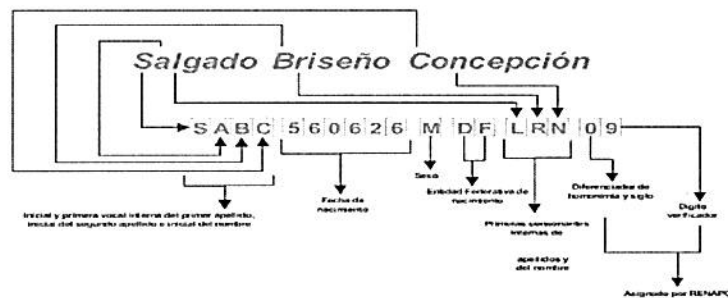 Salgado Briseño Concepción
S A B C 5 6 0 6 2 6 M D F L R N 0 9
Sexo
Fecha de
nacimiento
Entidad Federativa de
nacimiento
Diferenciador de
homonimia y siglo
Inicial y primera vocal interna del primer apellido,
inicial del segundo apellido e inicial del nombre
Primeras consonantes
internas de
apellidos y
del nombre
Digito
verificador
Asignado por RENAPO